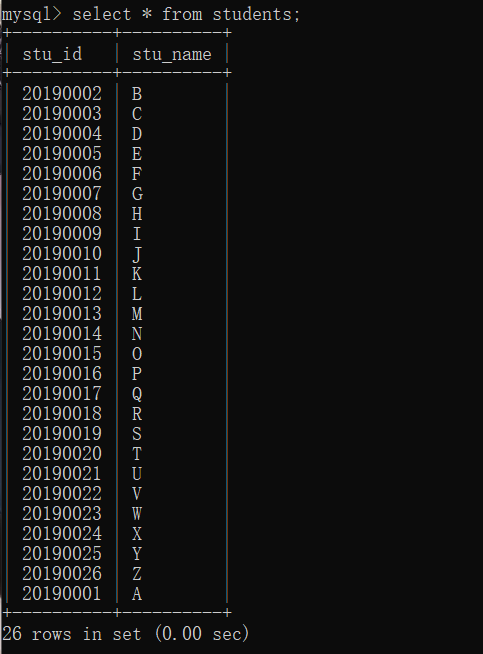 mysql> select * from students;
+----------+----------+
| stu_id   | stu_name |
+----------+----------+
| 20190002 | B        |
| 20190003 | C        |
| 20190004 | D        |
| 20190005 | E        |
| 20190006 | F        |
| 20190007 | G        |
| 20190008 | H        |
| 20190009 | I        |
| 20190010 | J        |
| 20190011 | K        |
| 20190012 | L        |
| 20190013 | M        |
| 20190014 | N        |
| 20190015 | O        |
| 20190016 | P        |
| 20190017 | Q        |
| 20190018 | R        |
| 20190019 | S        |
| 20190020 | T        |
| 20190021 | U        |
| 20190022 | V        |
| 20190023 | W        |
| 20190024 | X        |
| 20190025 | Y        |
| 20190026 | Z        |
| 20190001 | A        |
+----------+----------+
26 rows in set (0.00 sec)